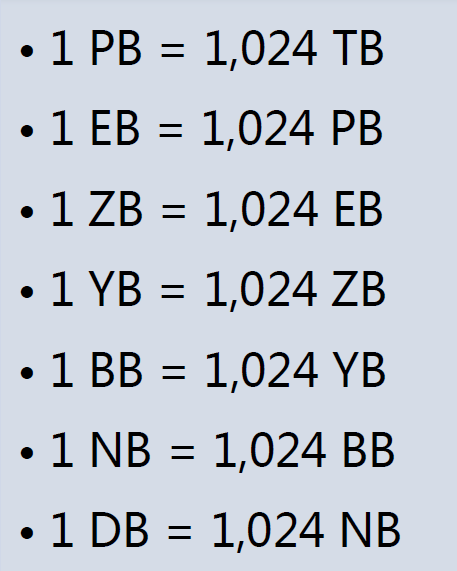 • 1 PB = 1,024 TB
• 1 EB = 1,024 PB
• 1 ZB = 1,024 EB
• 1 YB = 1,024 ZB
• 1 BB = 1,024 YB
• 1 NB = 1,024 BB
• 1 DB = 1,024 NB